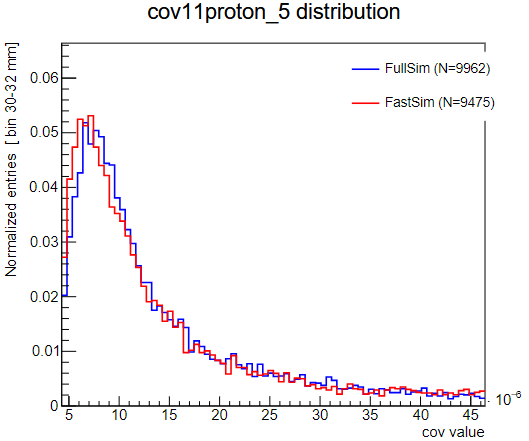 cov11proton_5 distribution
Normalized entries [ bin 30-32 mm]
FullSim (N=9962)
FastSim (N=9475)
0.06
0.05
0.04
0.03
0.02
0.01
0
5 10 15 20 25 30 35 40 45
·10⁻⁶
cov value